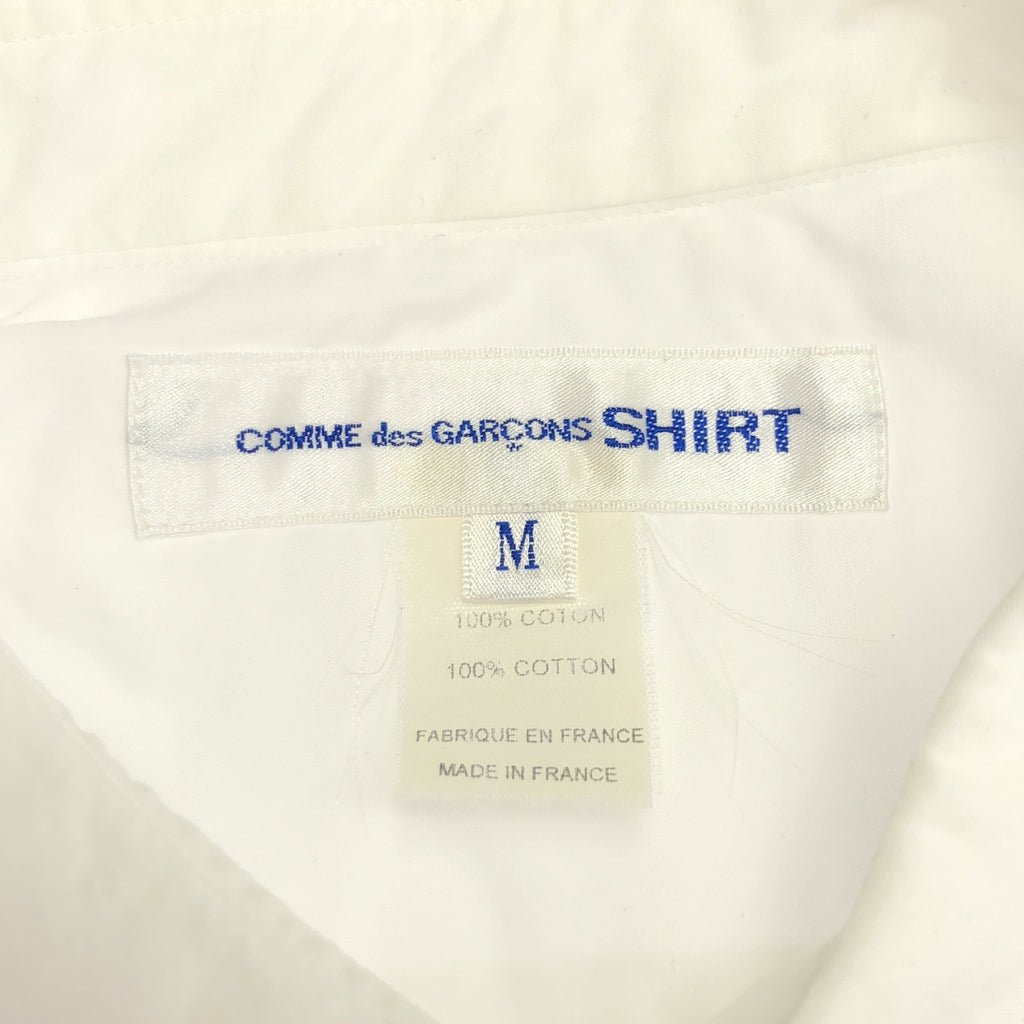 COMME des GARÇONS SHIRT
M
100% COTON
100% COTTON
FABRIQUE EN FRANCE
MADE IN FRANCE